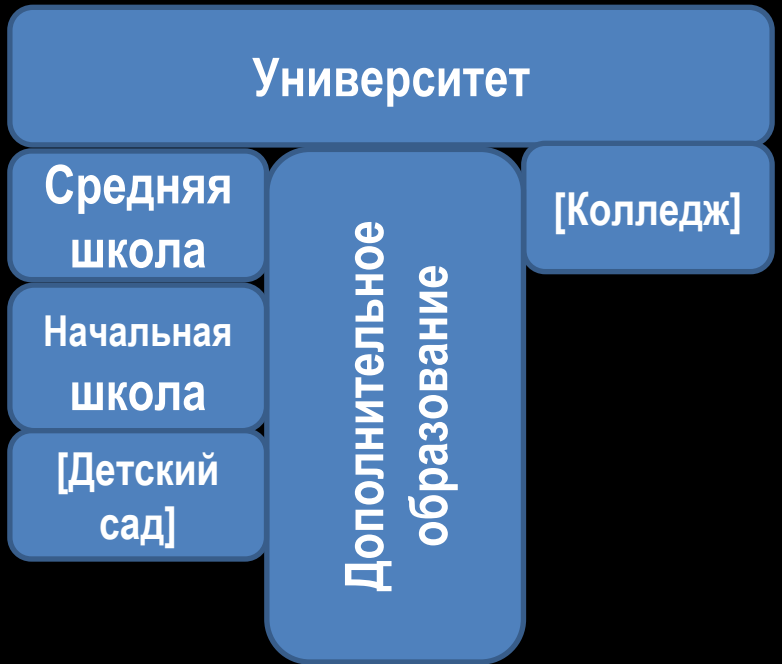 Университет
Средняя
школа
[Колледж]
Дополнительное
образование
Начальная
школа
[Детский
сад]